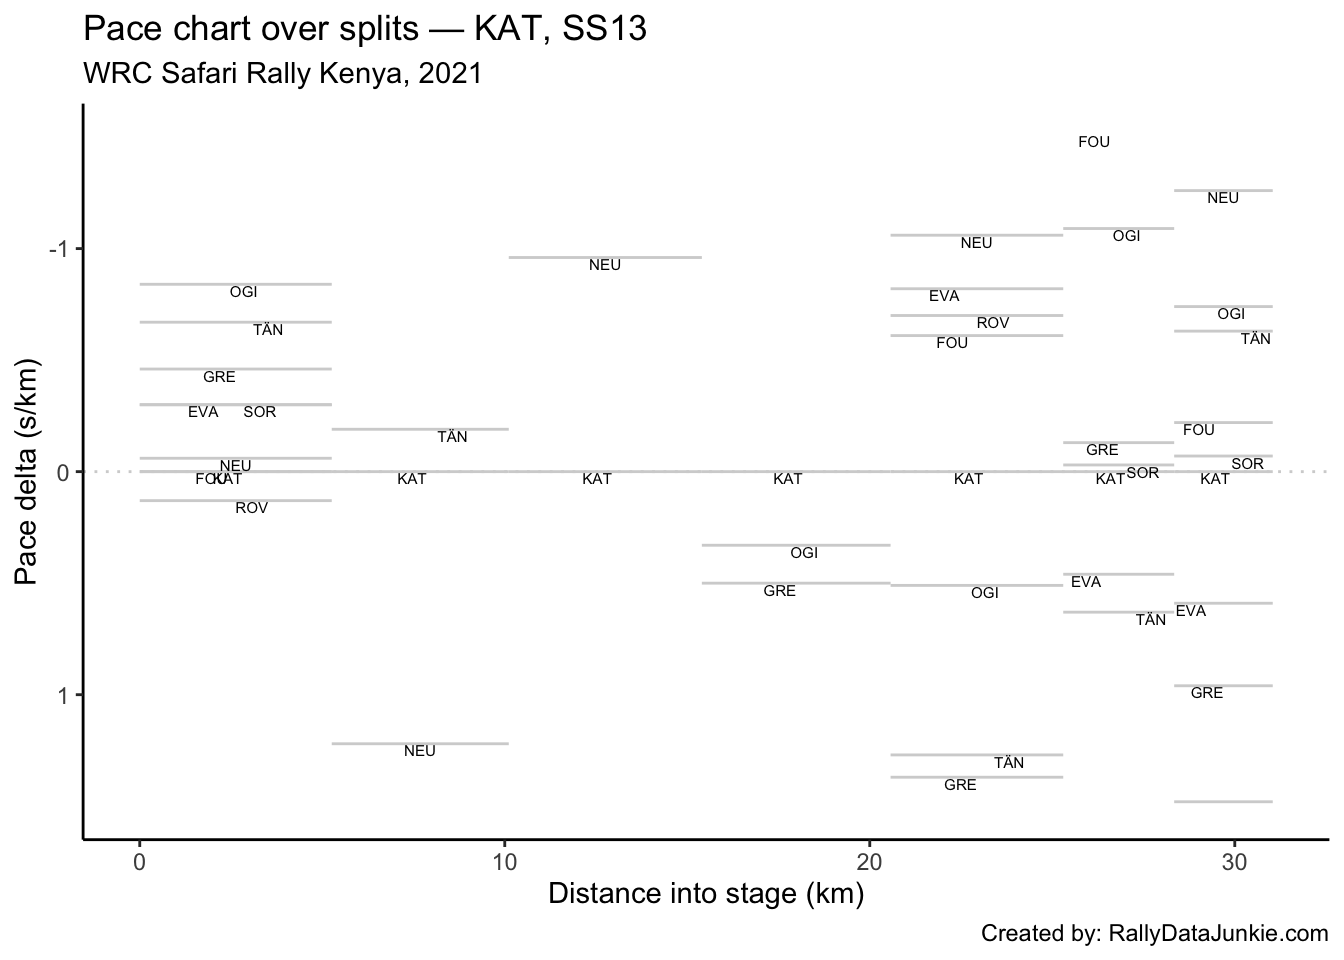 Pace chart over splits — KAT, SS13
WRC Safari Rally Kenya, 2021
Pace delta (s/km)
-1
0
1
FOU
NEU
NEU
OGI
NEU
EVA
OGI
ROV
OGI
TÄN
TÄN
FOU
GRE
EVA SOR
TÄN
FOU
GRE
NEU
SOR
SOR
FOU KAT KAT KAT KAT KAT KAT KAT
ROV
OGI
GRE
OGI
EVA
TÄN
EVA
GRE
NEU
TÄN
GRE
0 10 20 30
Distance into stage (km)
Created by: RallyDataJunkie.com